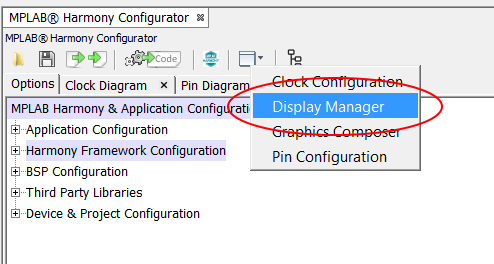 MPLAB® Harmony Configurator
MPLAB® Harmony Configurator
Code
Options
Clock Diagram
Pin Diagram
MPLAB Harmony & Application Configurati
Application Configuration
Harmony Framework Configuration
BSP Configuration
Third Party Libraries
Device & Project Configuration
Clock Configuration
Display Manager
Graphics Composer
Pin Configuration